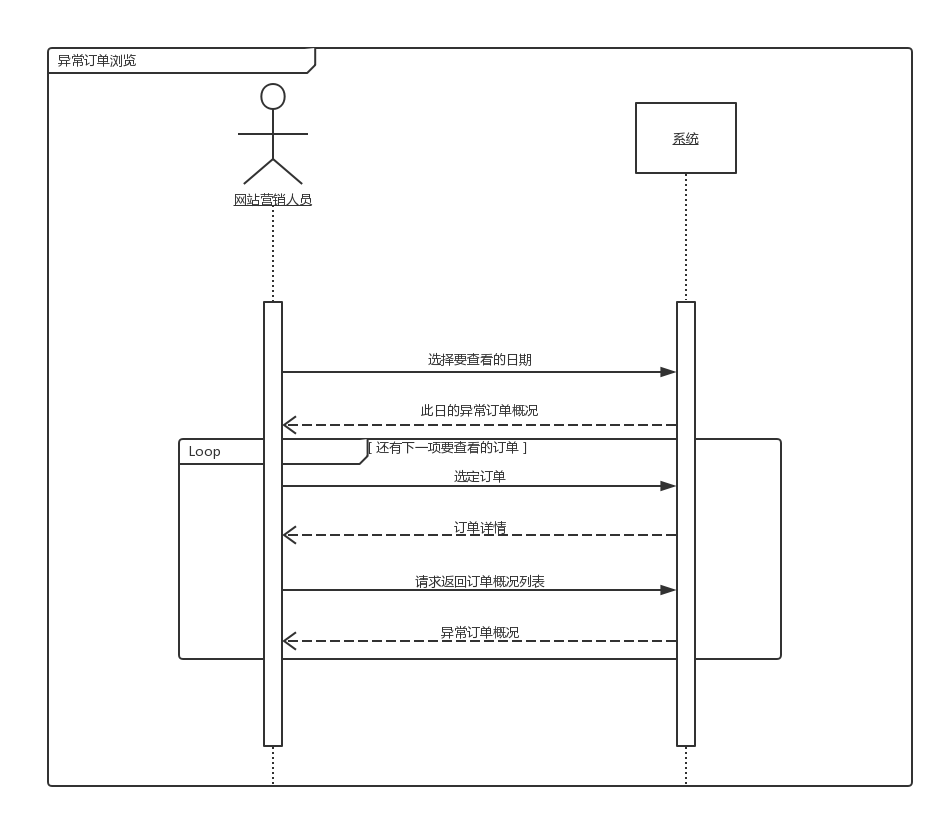 异常订单浏览
系统
网站营销人员
选择要查看的日期
此日的异常订单概况
Loop
[ 还有下一项要查看的订单 ]
选定订单
订单详情
请求返回订单概况列表
异常订单概况